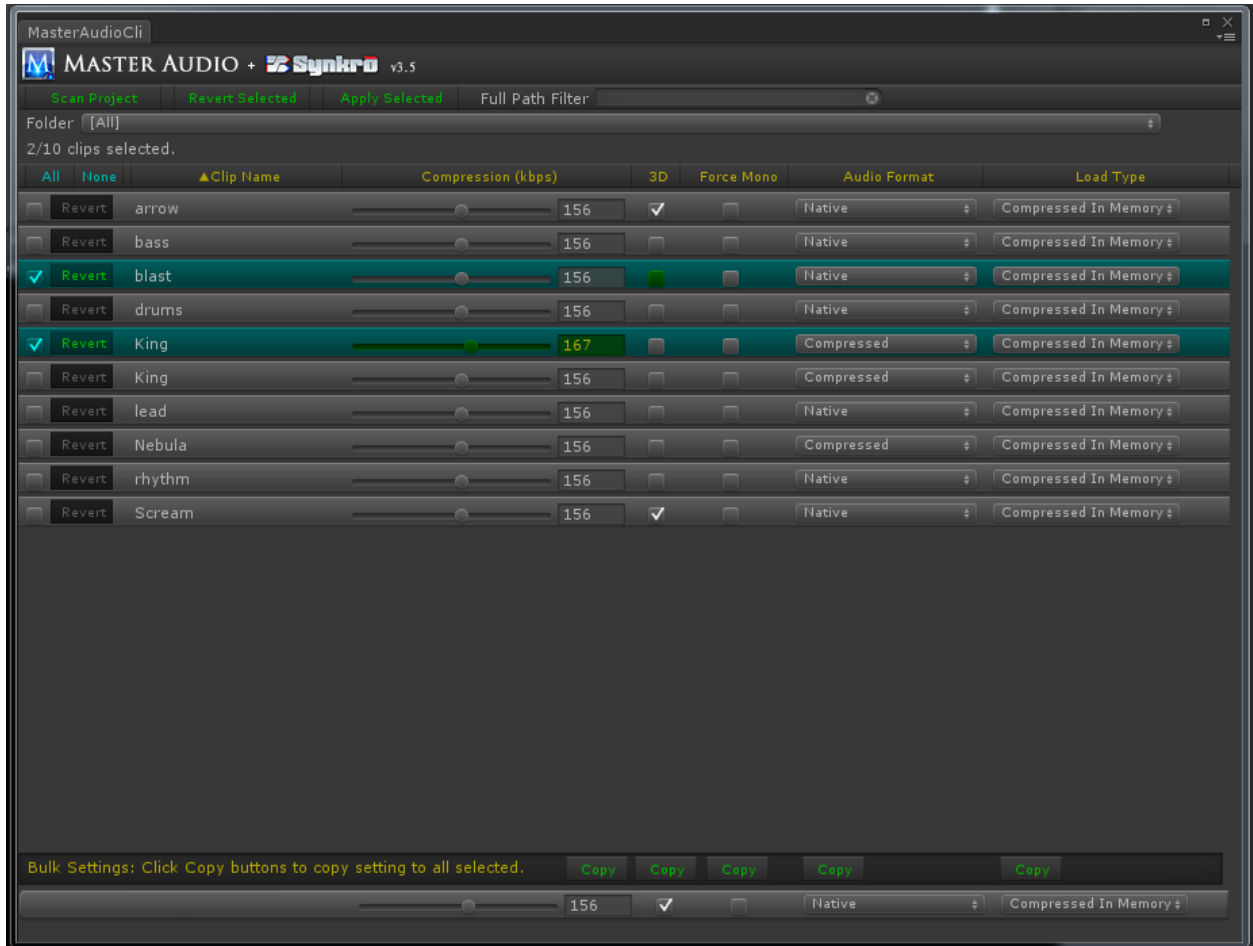 MasterAudioCli
MASTER AUDIO + Synkro v3.5
Scan Project Revert Selected Apply Selected Full Path Filter
Folder [All]
2/10 clips selected.
All None ▲Clip Name Compression (kbps) 3D Force Mono Audio Format Load Type
Revert arrow 156 Native Compressed In Memory
Revert bass 156 Native Compressed In Memory
Revert blast 156 Native Compressed In Memory
Revert drums 156 Native Compressed In Memory
Revert King 167 Compressed Compressed In Memory
Revert King 156 Compressed Compressed In Memory
Revert lead 156 Native Compressed In Memory
Revert Nebula 156 Compressed Compressed In Memory
Revert rhythm 156 Native Compressed In Memory
Revert Scream 156 Native Compressed In Memory
Bulk Settings: Click Copy buttons to copy setting to all selected. Copy Copy Copy Copy Copy
156 Native Compressed In Memory